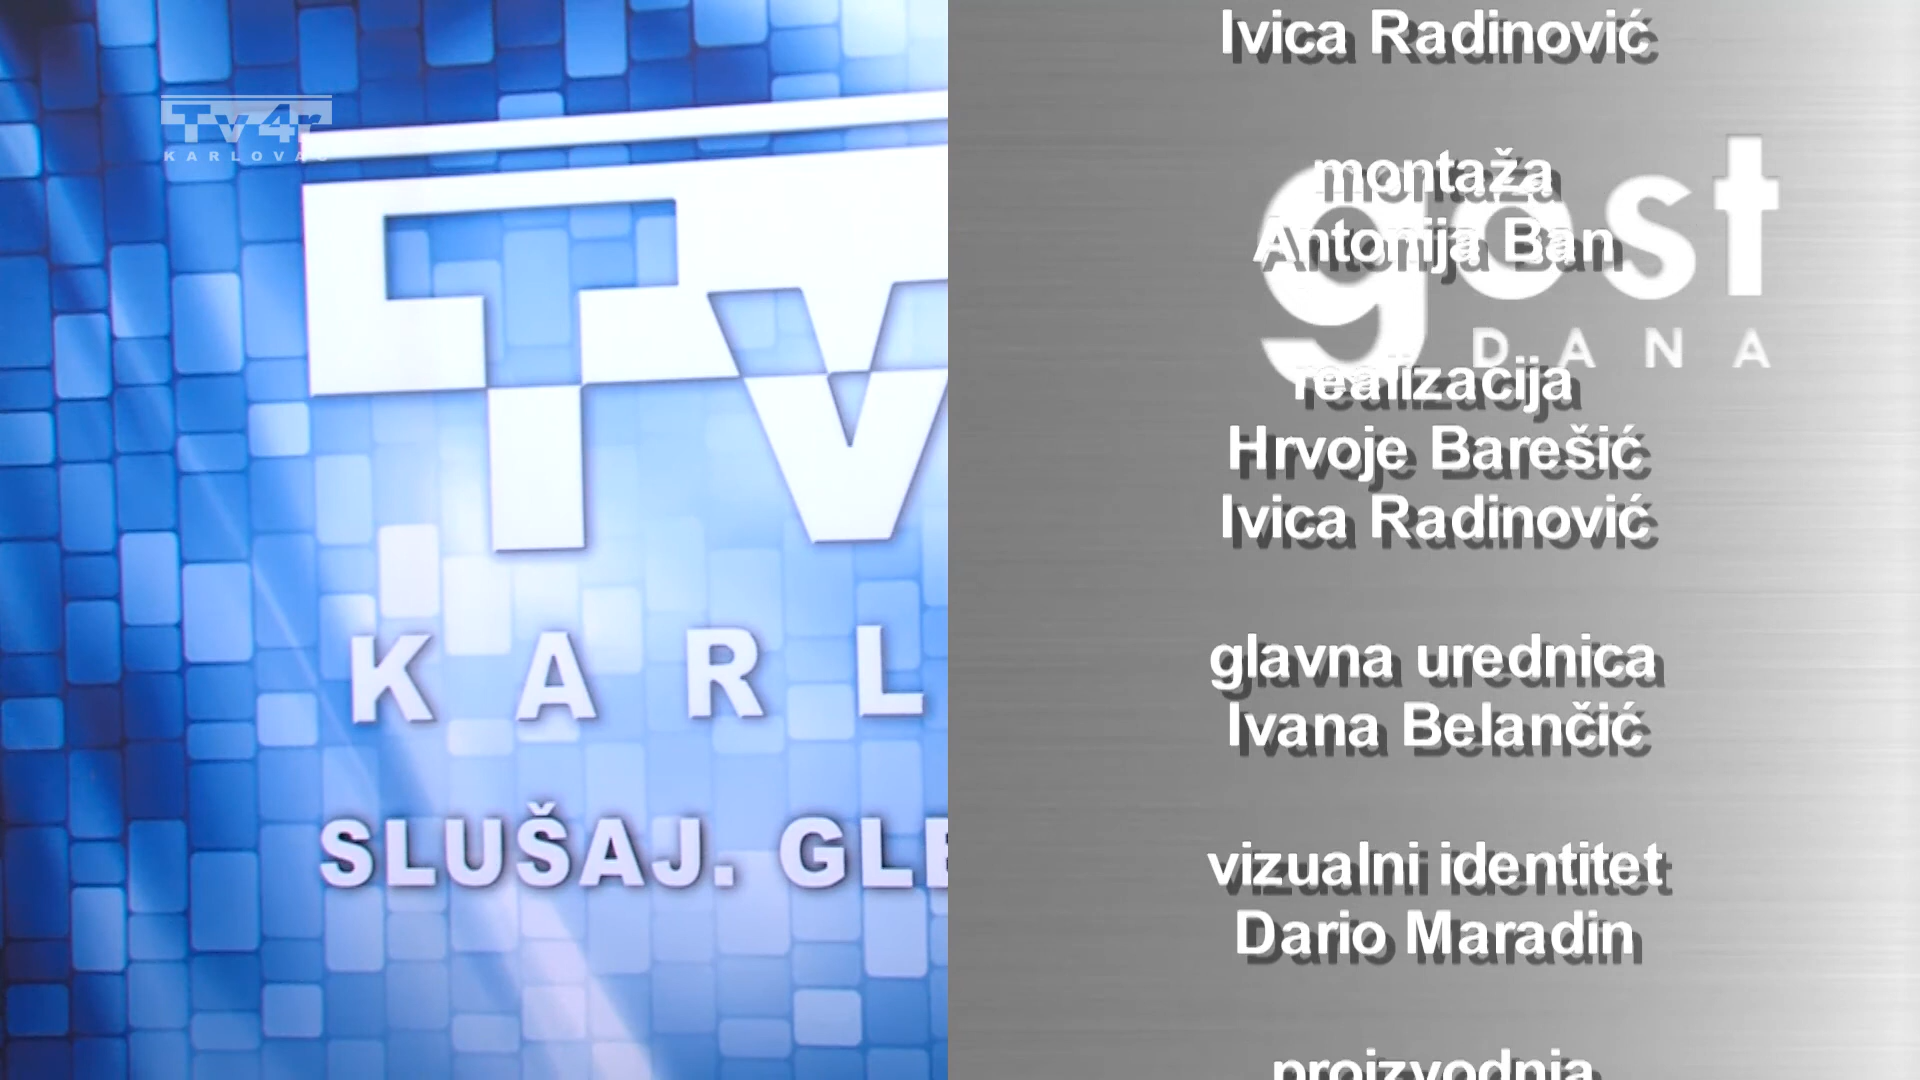 Tv4r
KARLOVAC
Tv
KARL
SLUŠAJ. GLE
Ivica Radinović
gost
DANA
montaža
Antonija Ban
realizacija
Hrvoje Barešić
Ivica Radinović
glavna urednica
Ivana Belančić
vizualni identitet
Dario Maradin
proizvodnja